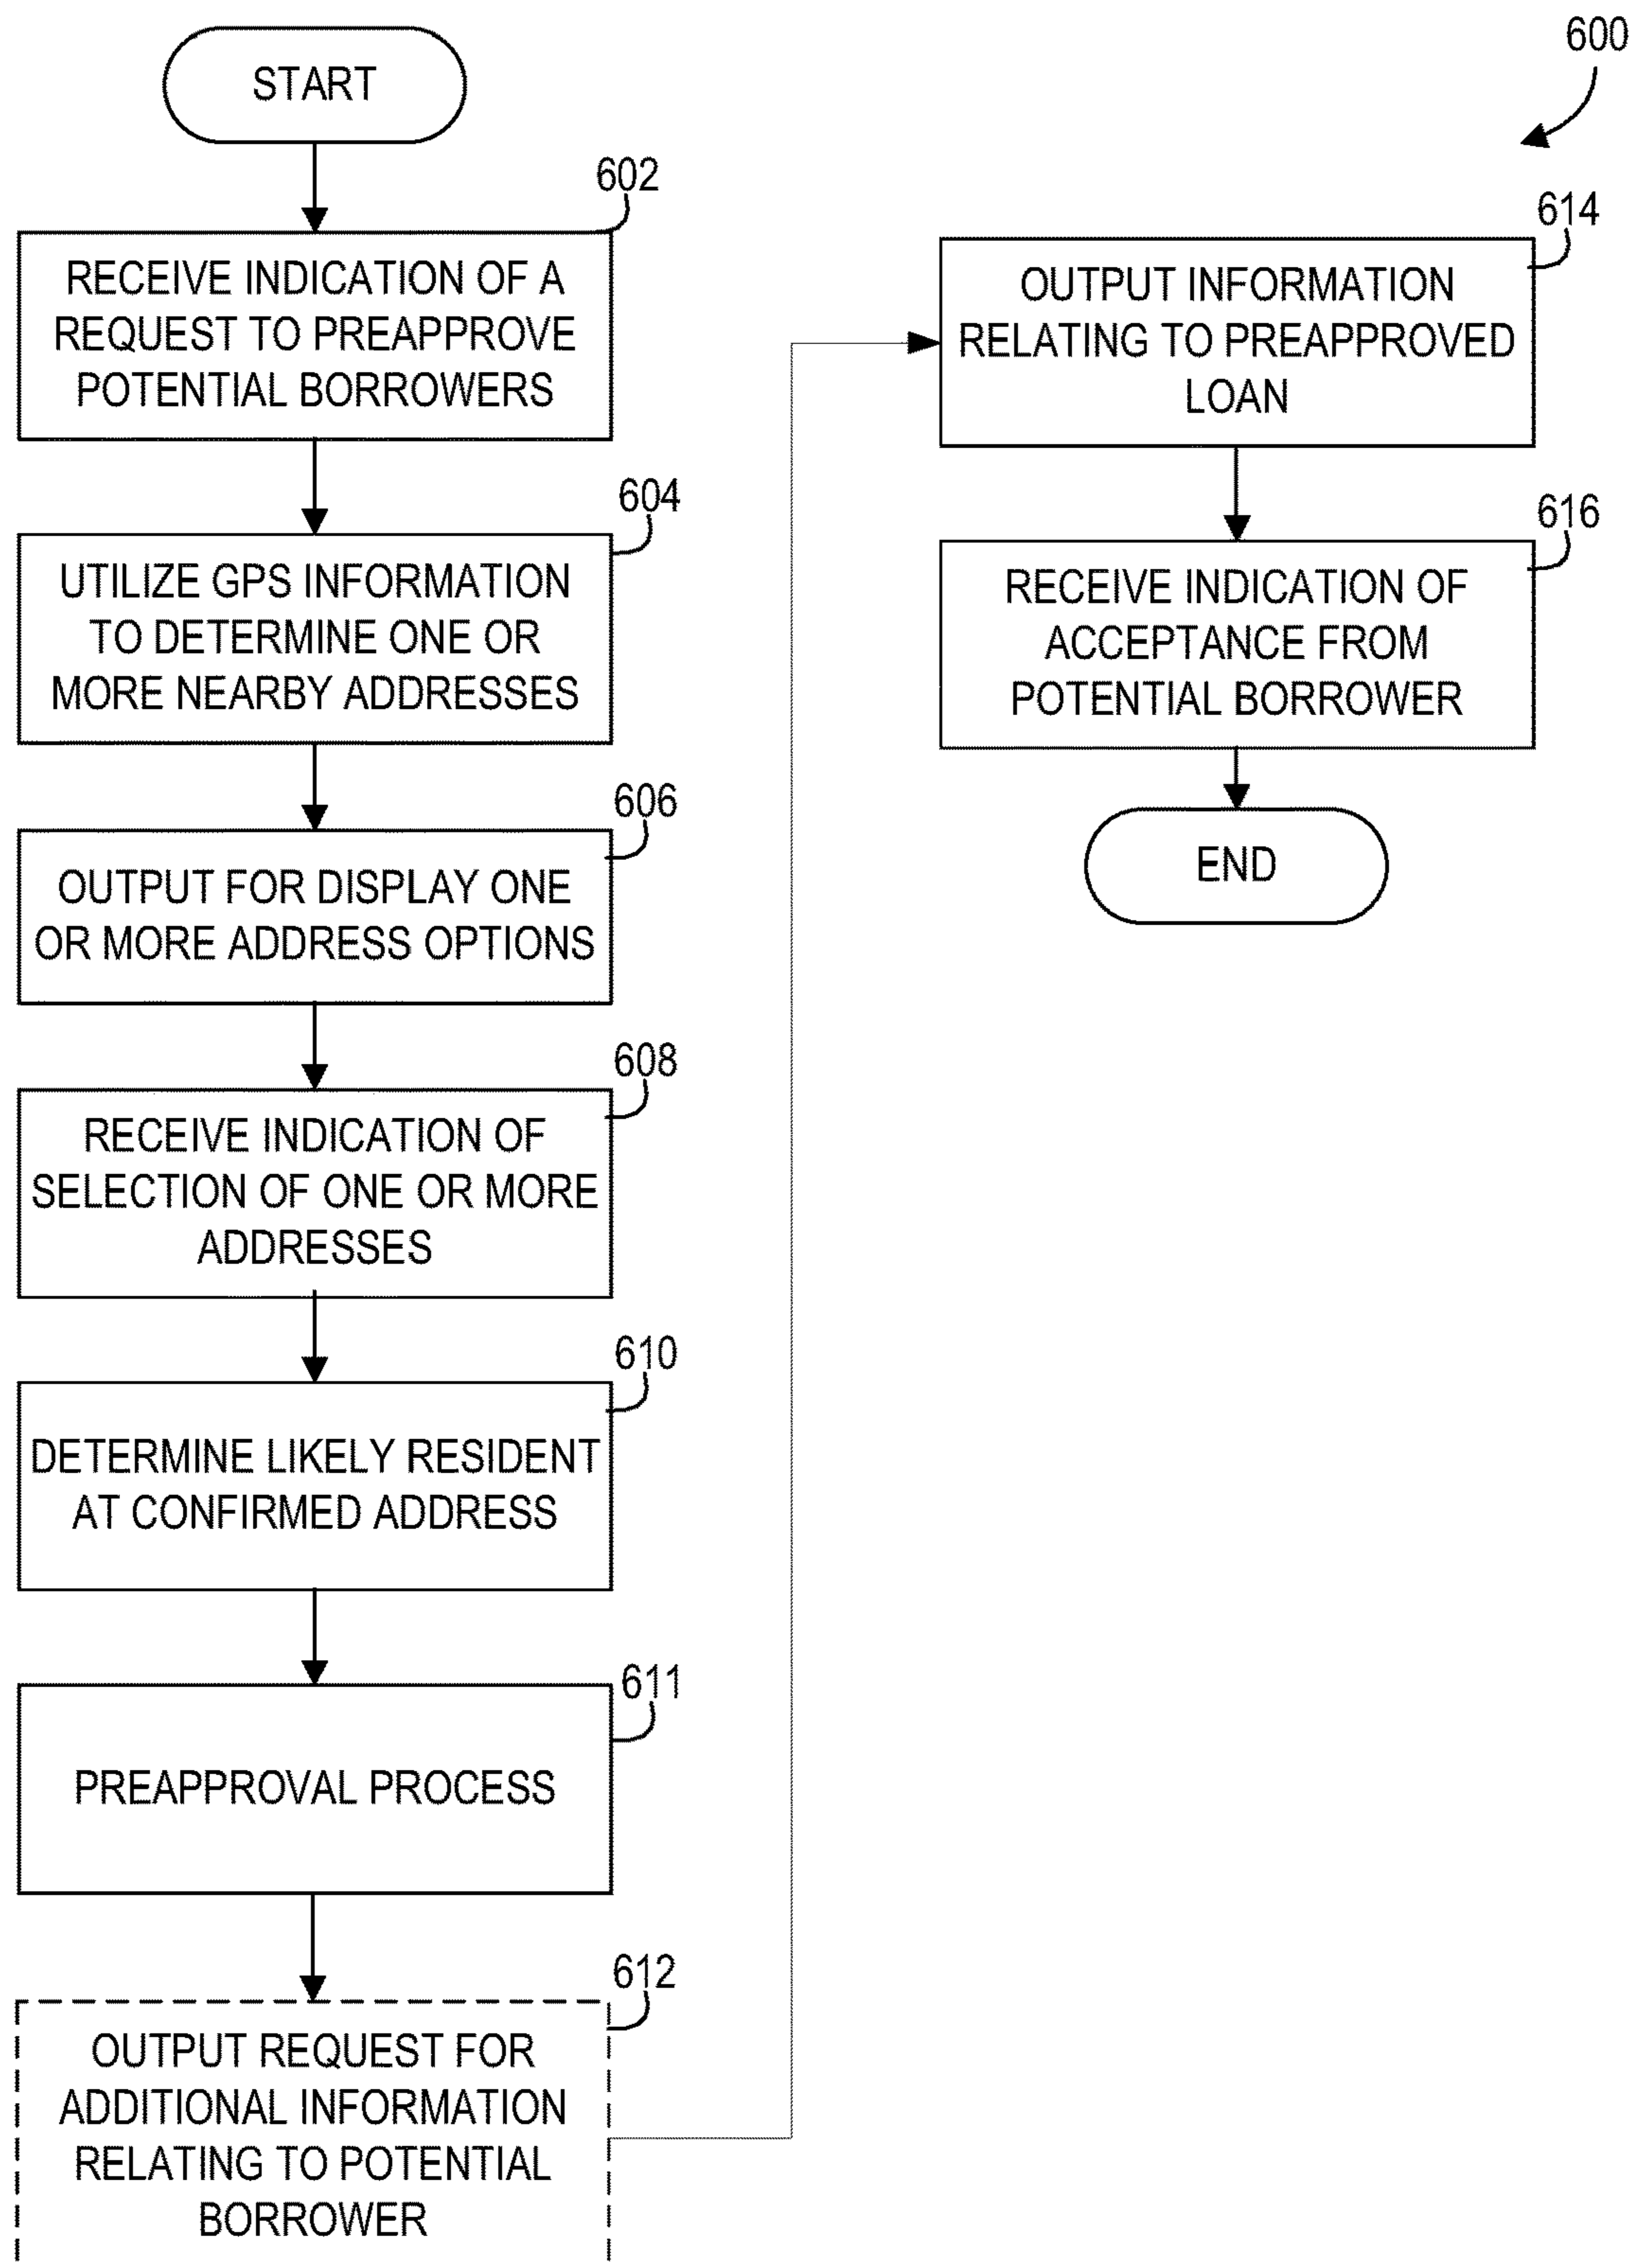 START
602
RECEIVE INDICATION OF A
REQUEST TO PREAPPROVE
POTENTIAL BORROWERS
604
UTILIZE GPS INFORMATION
TO DETERMINE ONE OR
MORE NEARBY ADDRESSES
606
OUTPUT FOR DISPLAY ONE
OR MORE ADDRESS OPTIONS
608
RECEIVE INDICATION OF
SELECTION OF ONE OR MORE
ADDRESSES
610
DETERMINE LIKELY RESIDENT
AT CONFIRMED ADDRESS
611
PREAPPROVAL PROCESS
612
OUTPUT REQUEST FOR
ADDITIONAL INFORMATION
RELATING TO POTENTIAL
BORROWER
600
614
OUTPUT INFORMATION
RELATING TO PREAPPROVED
LOAN
616
RECEIVE INDICATION OF
ACCEPTANCE FROM
POTENTIAL BORROWER
END